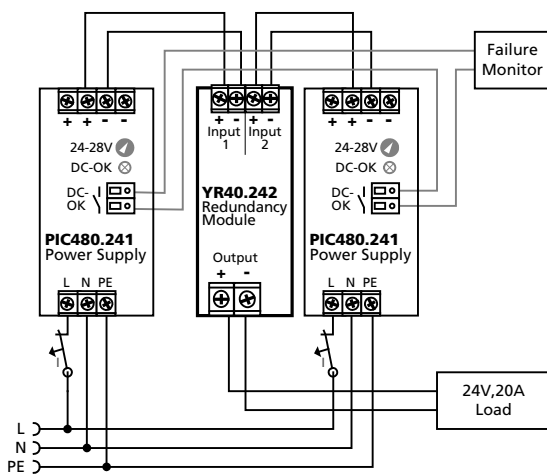 Failure
Monitor
+ + - -
24-28V
DC-OK
DC-
OK
PIC480.241
Power Supply
L N PE
+ - + -
Input
1
Input
2
YR40.242
Redundancy
Module
Output
+ -
+ + - -
24-28V
DC-OK
DC-
OK
PIC480.241
Power Supply
L N PE
I
I
24V,20A
Load
L
N
PE